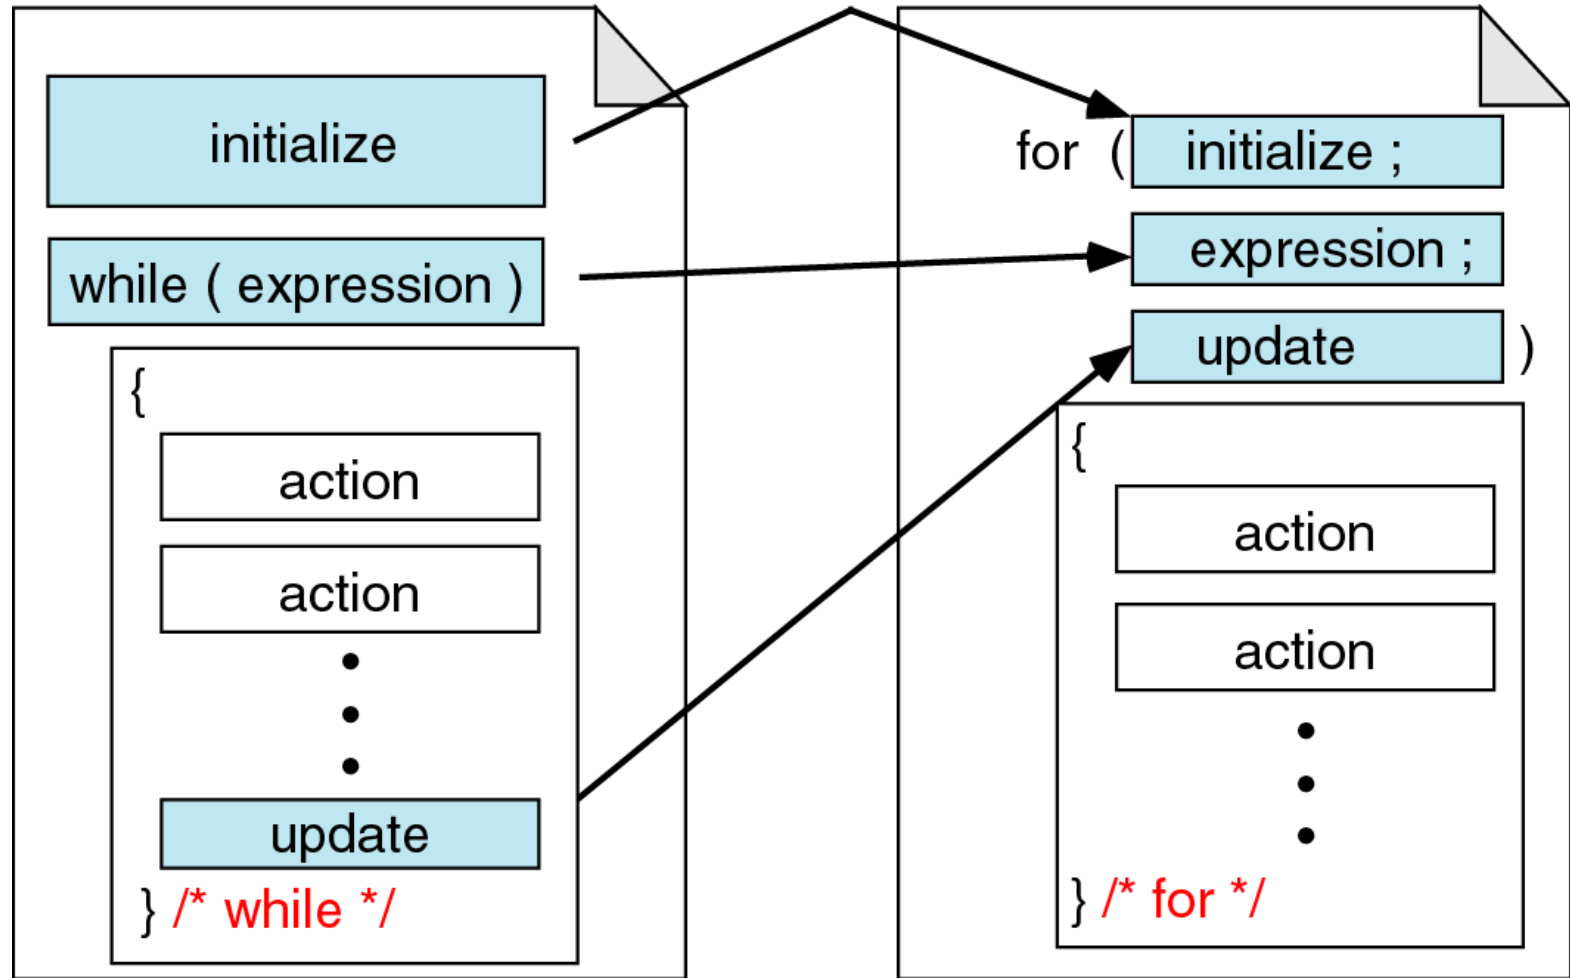 initialize
while ( expression )
{
action
action
update
} /* while */
for ( initialize ;
expression ;
update )
{
action
action
} /* for */